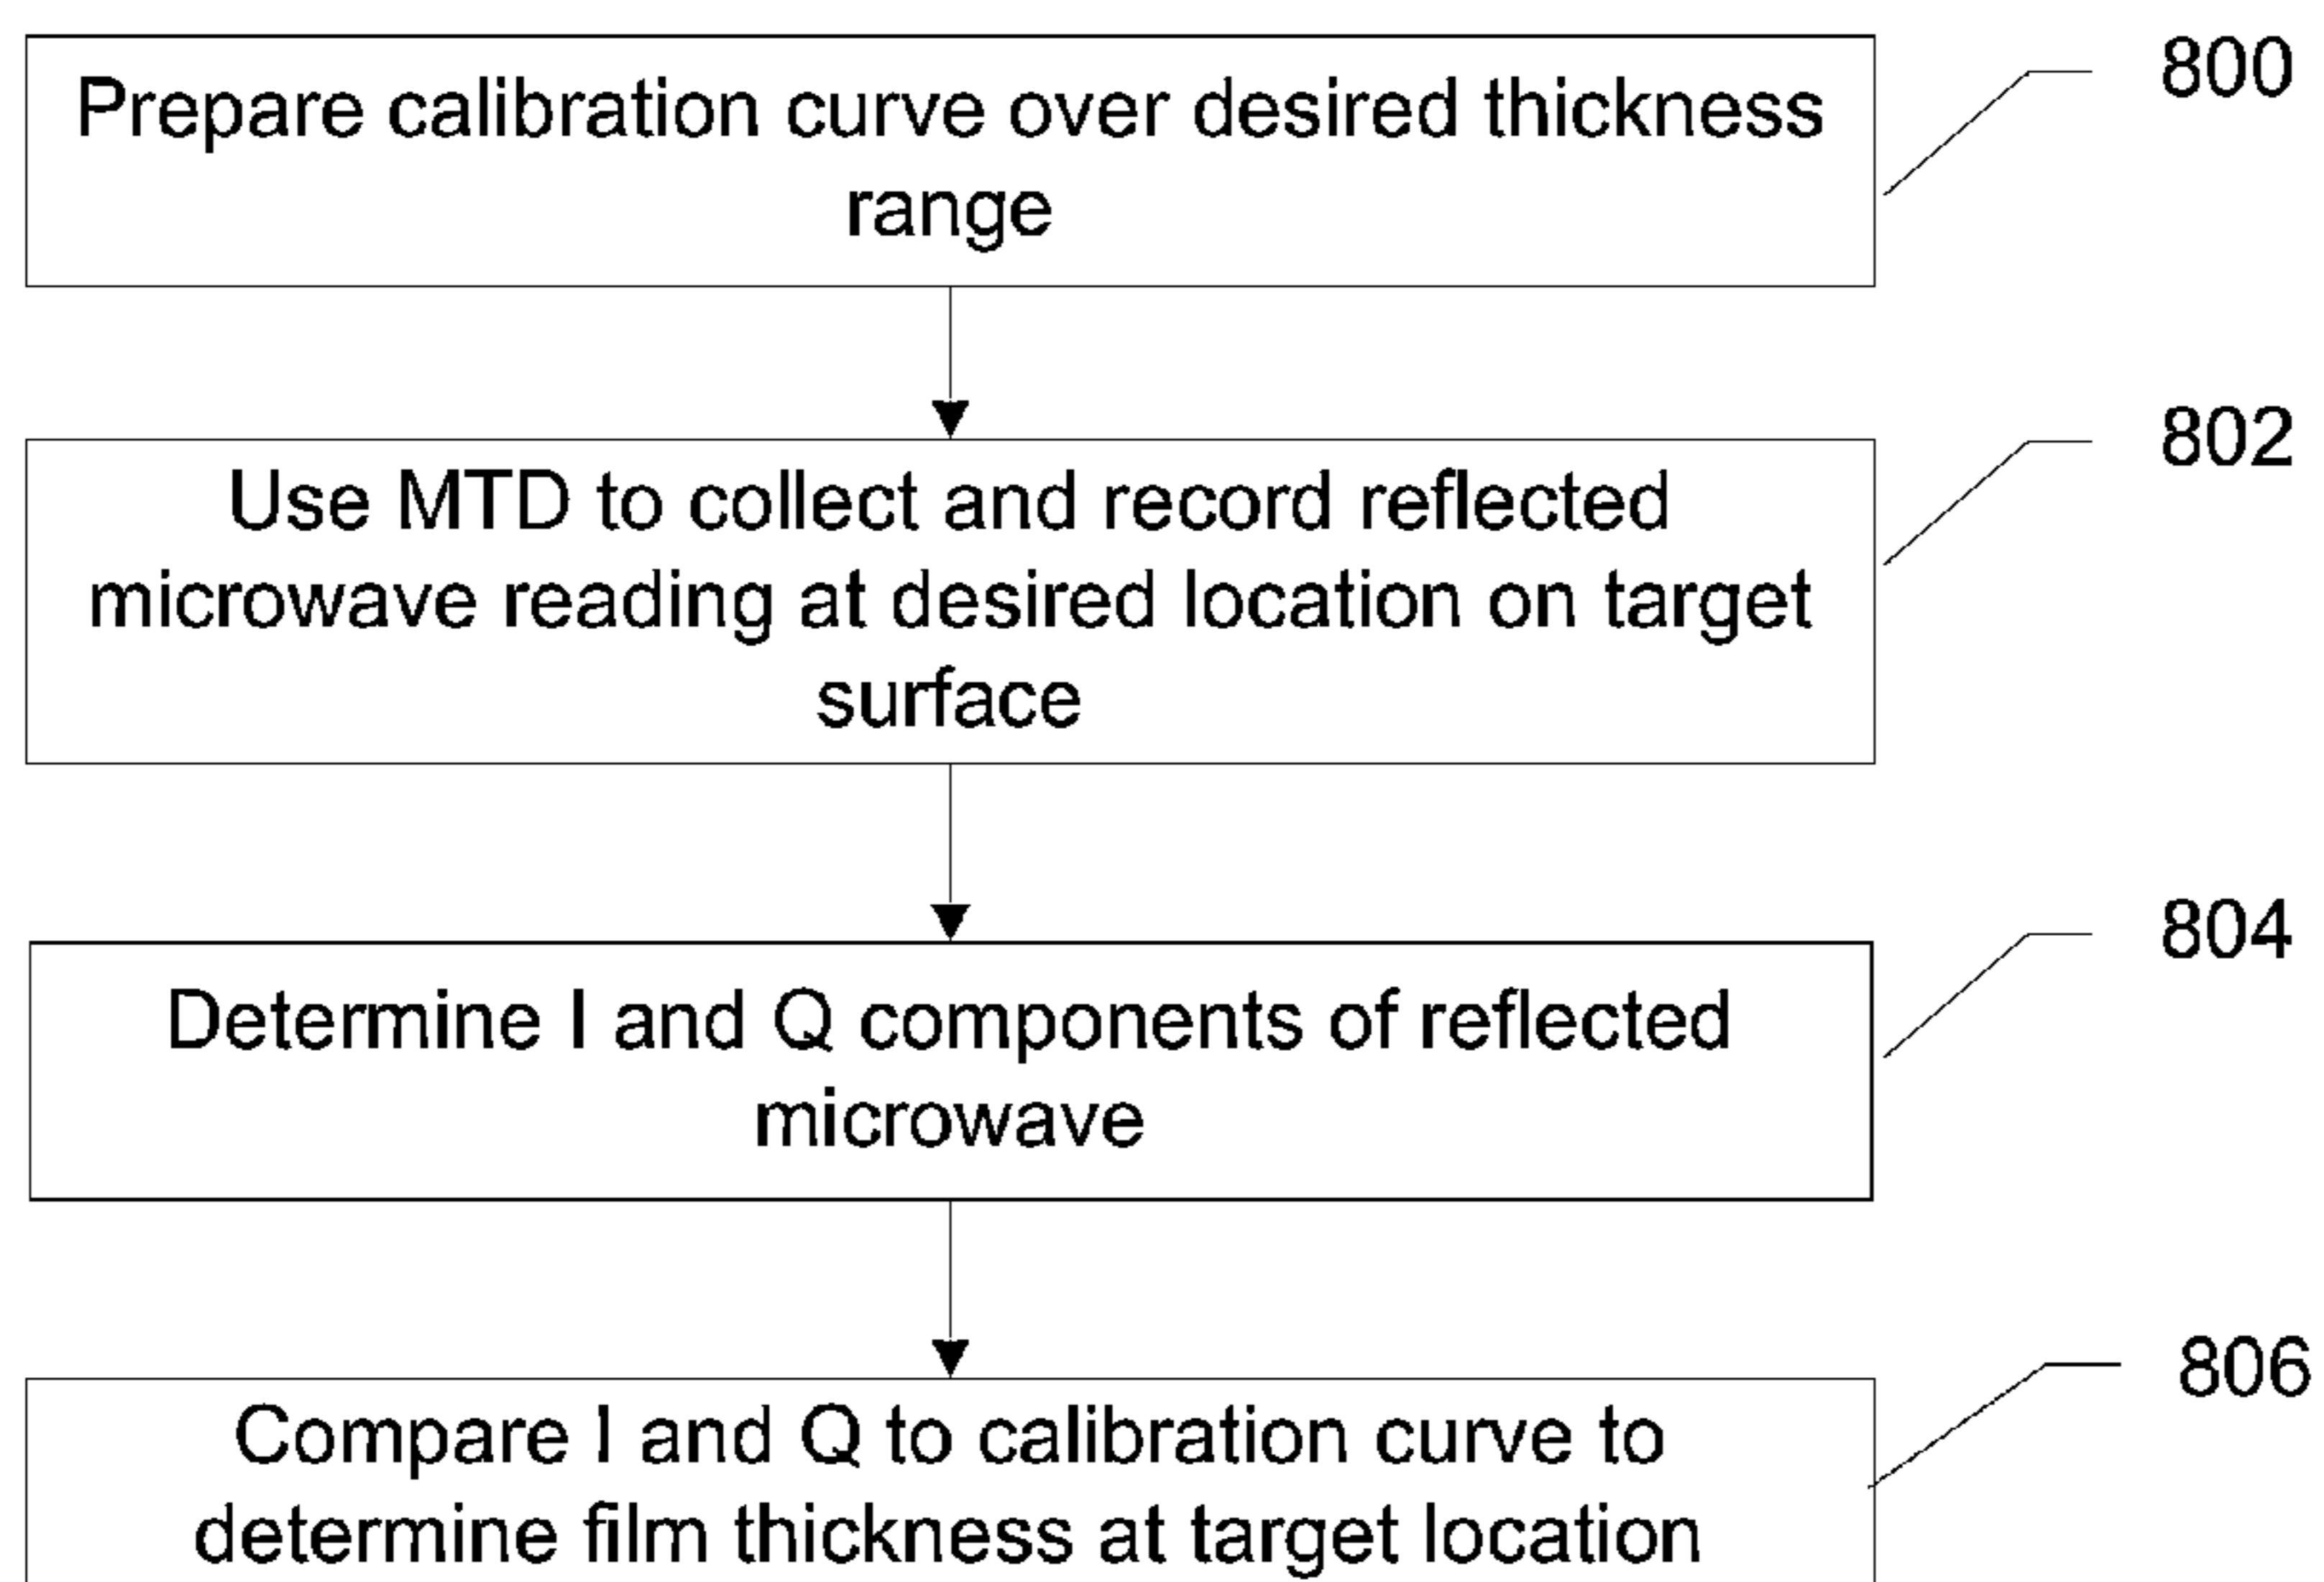 Prepare calibration curve over desired thickness
range
800
Use MTD to collect and record reflected
microwave reading at desired location on target
surface
802
Determine I and Q components of reflected
microwave
804
Compare I and Q to calibration curve to
determine film thickness at target location
806